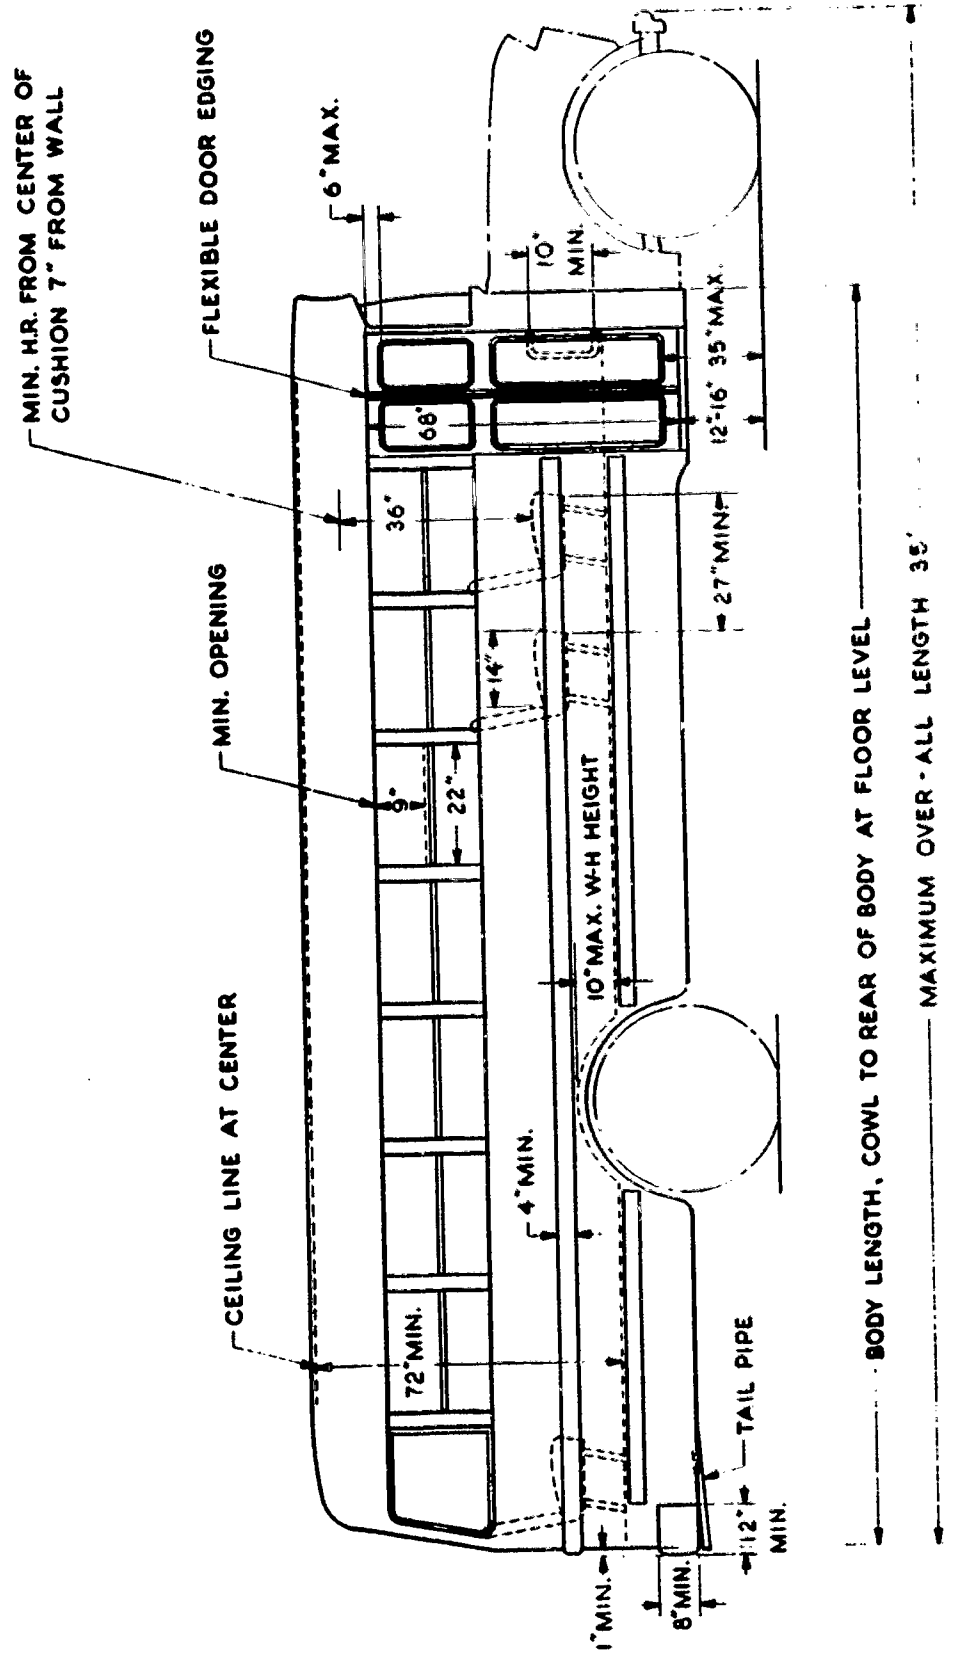 MIN. H.R. FROM CENTER OF
CUSHION 7" FROM WALL
FLEXIBLE DOOR EDGING
6" MAX.
MIN. OPENING
CEILING LINE AT CENTER
68"
36"
10"
MIN.
9"
22"
14"
27" MIN.
12"-16"
35" MAX.
10" MAX. W-H HEIGHT
4" MIN.
72" MIN.
TAIL PIPE
1" MIN.
8" MIN.
12"
MIN.
BODY LENGTH, COWL TO REAR OF BODY AT FLOOR LEVEL
MAXIMUM OVER-ALL LENGTH 35'